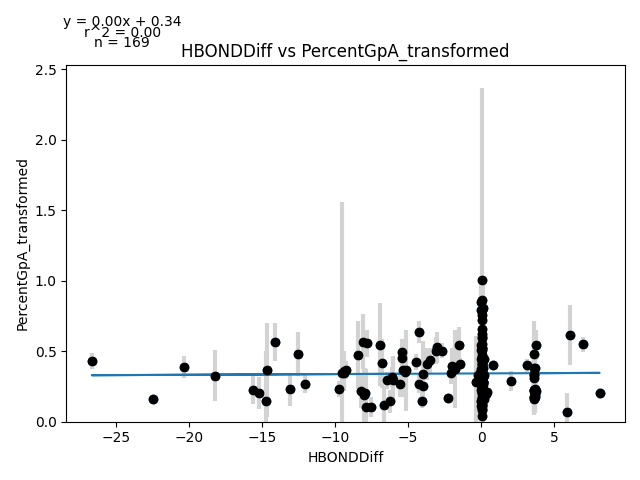 y = 0.00x + 0.34
r^2 = 0.00
n = 169
HBONDDiff vs PercentGpA_transformed
2.5
2.0
1.5
1.0
0.5
0.0
PercentGpA_transformed
−25
−20
−15
−10
−5
0
5
HBONDDiff